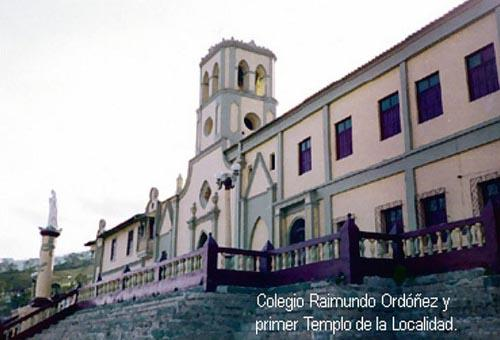 Colegio Raimundo Ordóñez y
primer Templo de la Localidad.